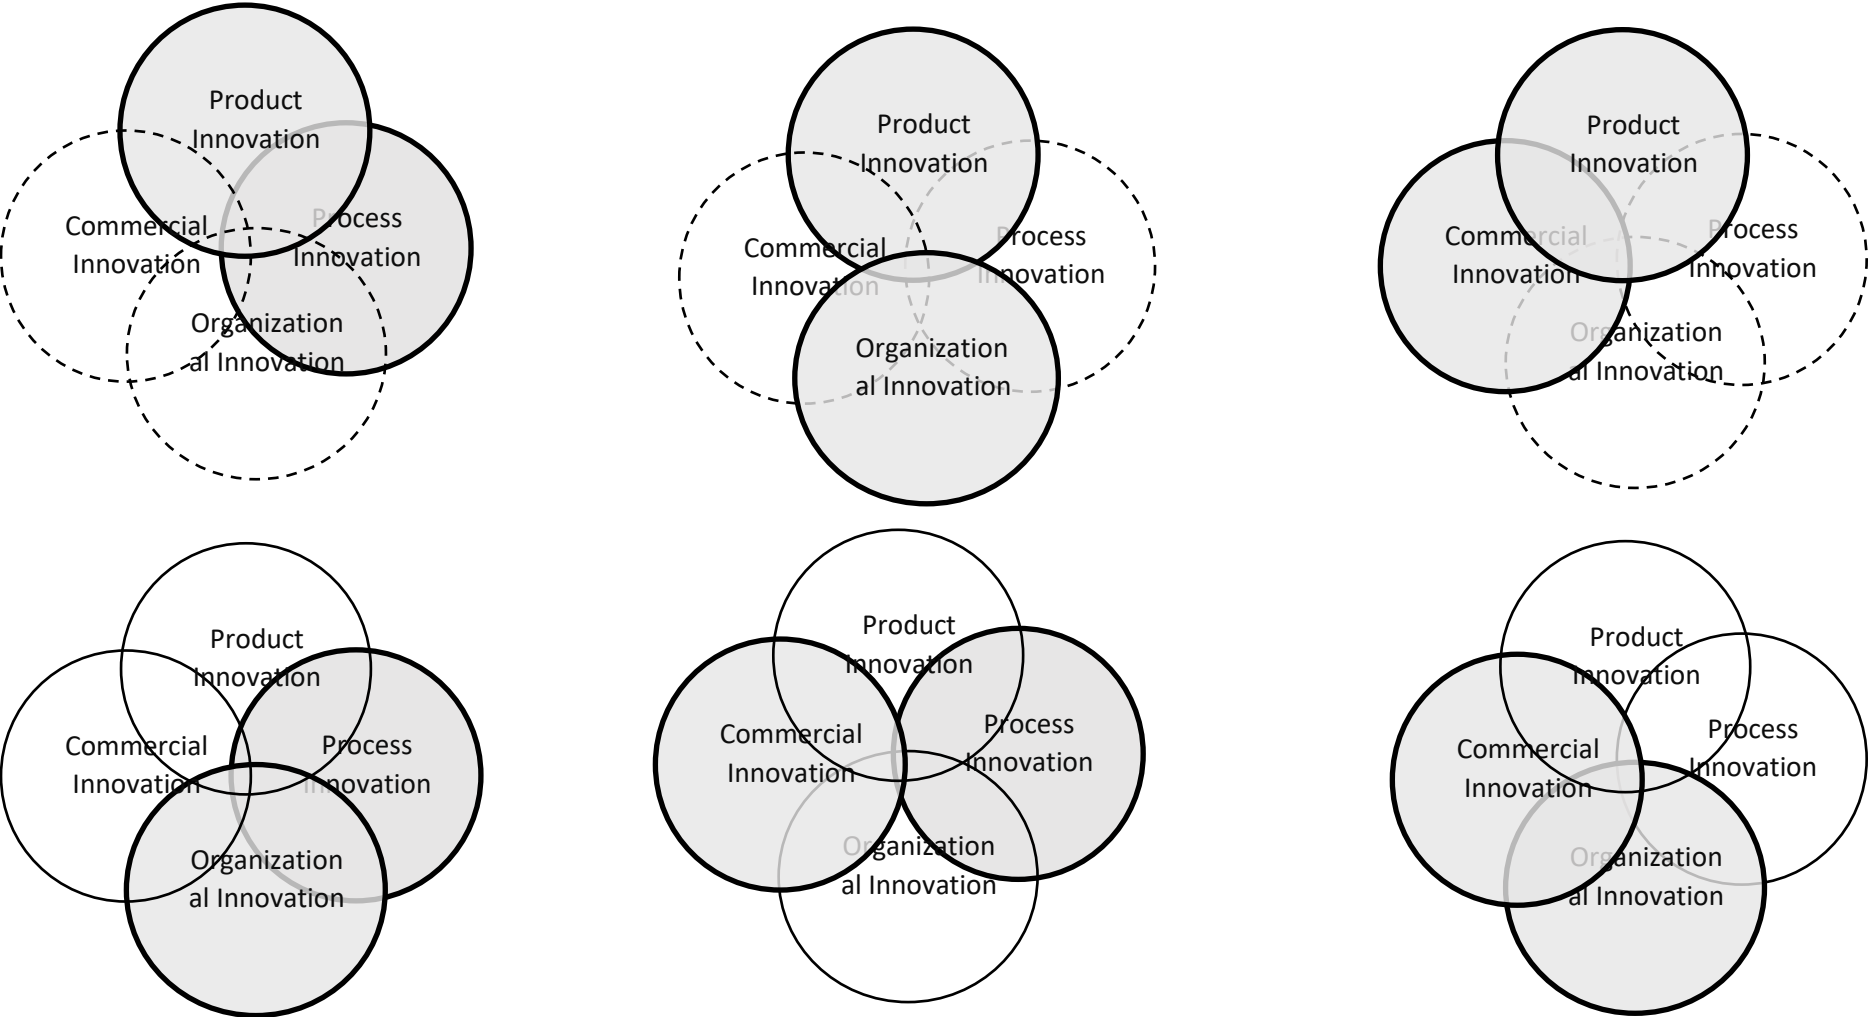 Product
Innovation
Commercial
Innovation
Process
Innovation
Organization
al Innovation
Product
Innovation
Commercial
Innovation
Process
Innovation
Organization
al Innovation
Product
Innovation
Commercial
Innovation
Process
Innovation
Organization
al Innovation
Product
Innovation
Commercial
Innovation
Process
Innovation
Organization
al Innovation
Product
Innovation
Commercial
Innovation
Process
Innovation
Organization
al Innovation
Product
Innovation
Commercial
Innovation
Process
Innovation
Organization
al Innovation